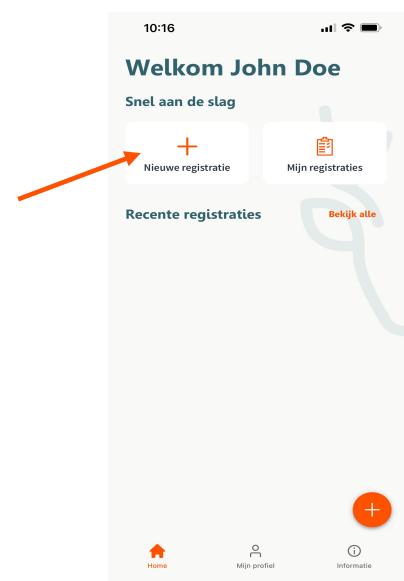 10:16
Welkom John Doe
Snel aan de slag
Nieuwe registratie
Mijn registraties
Recente registraties
Bekijk alle
Home
Mijn profiel
Informatie